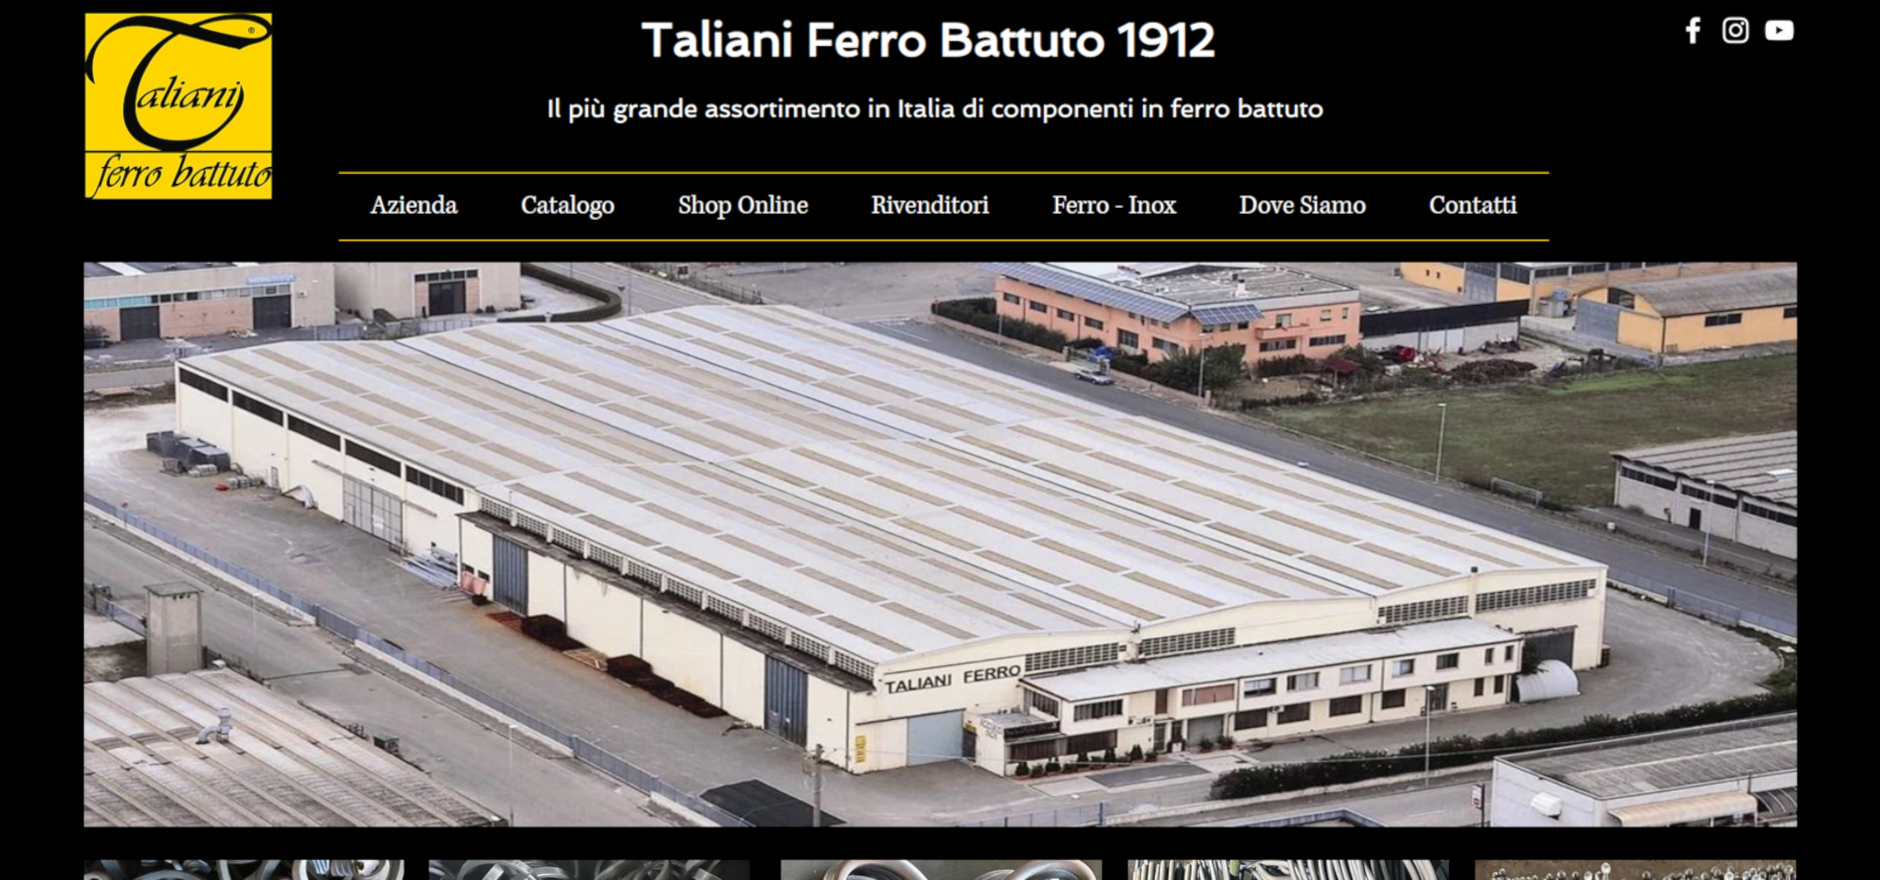 Taliani
ferro battuto
Taliani Ferro Battuto 1912
Il più grande assortimento in Italia di componenti in ferro battuto
Azienda Catalogo Shop Online Rivenditori Ferro - Inox Dove Siamo Contatti
TALIANI FERRO